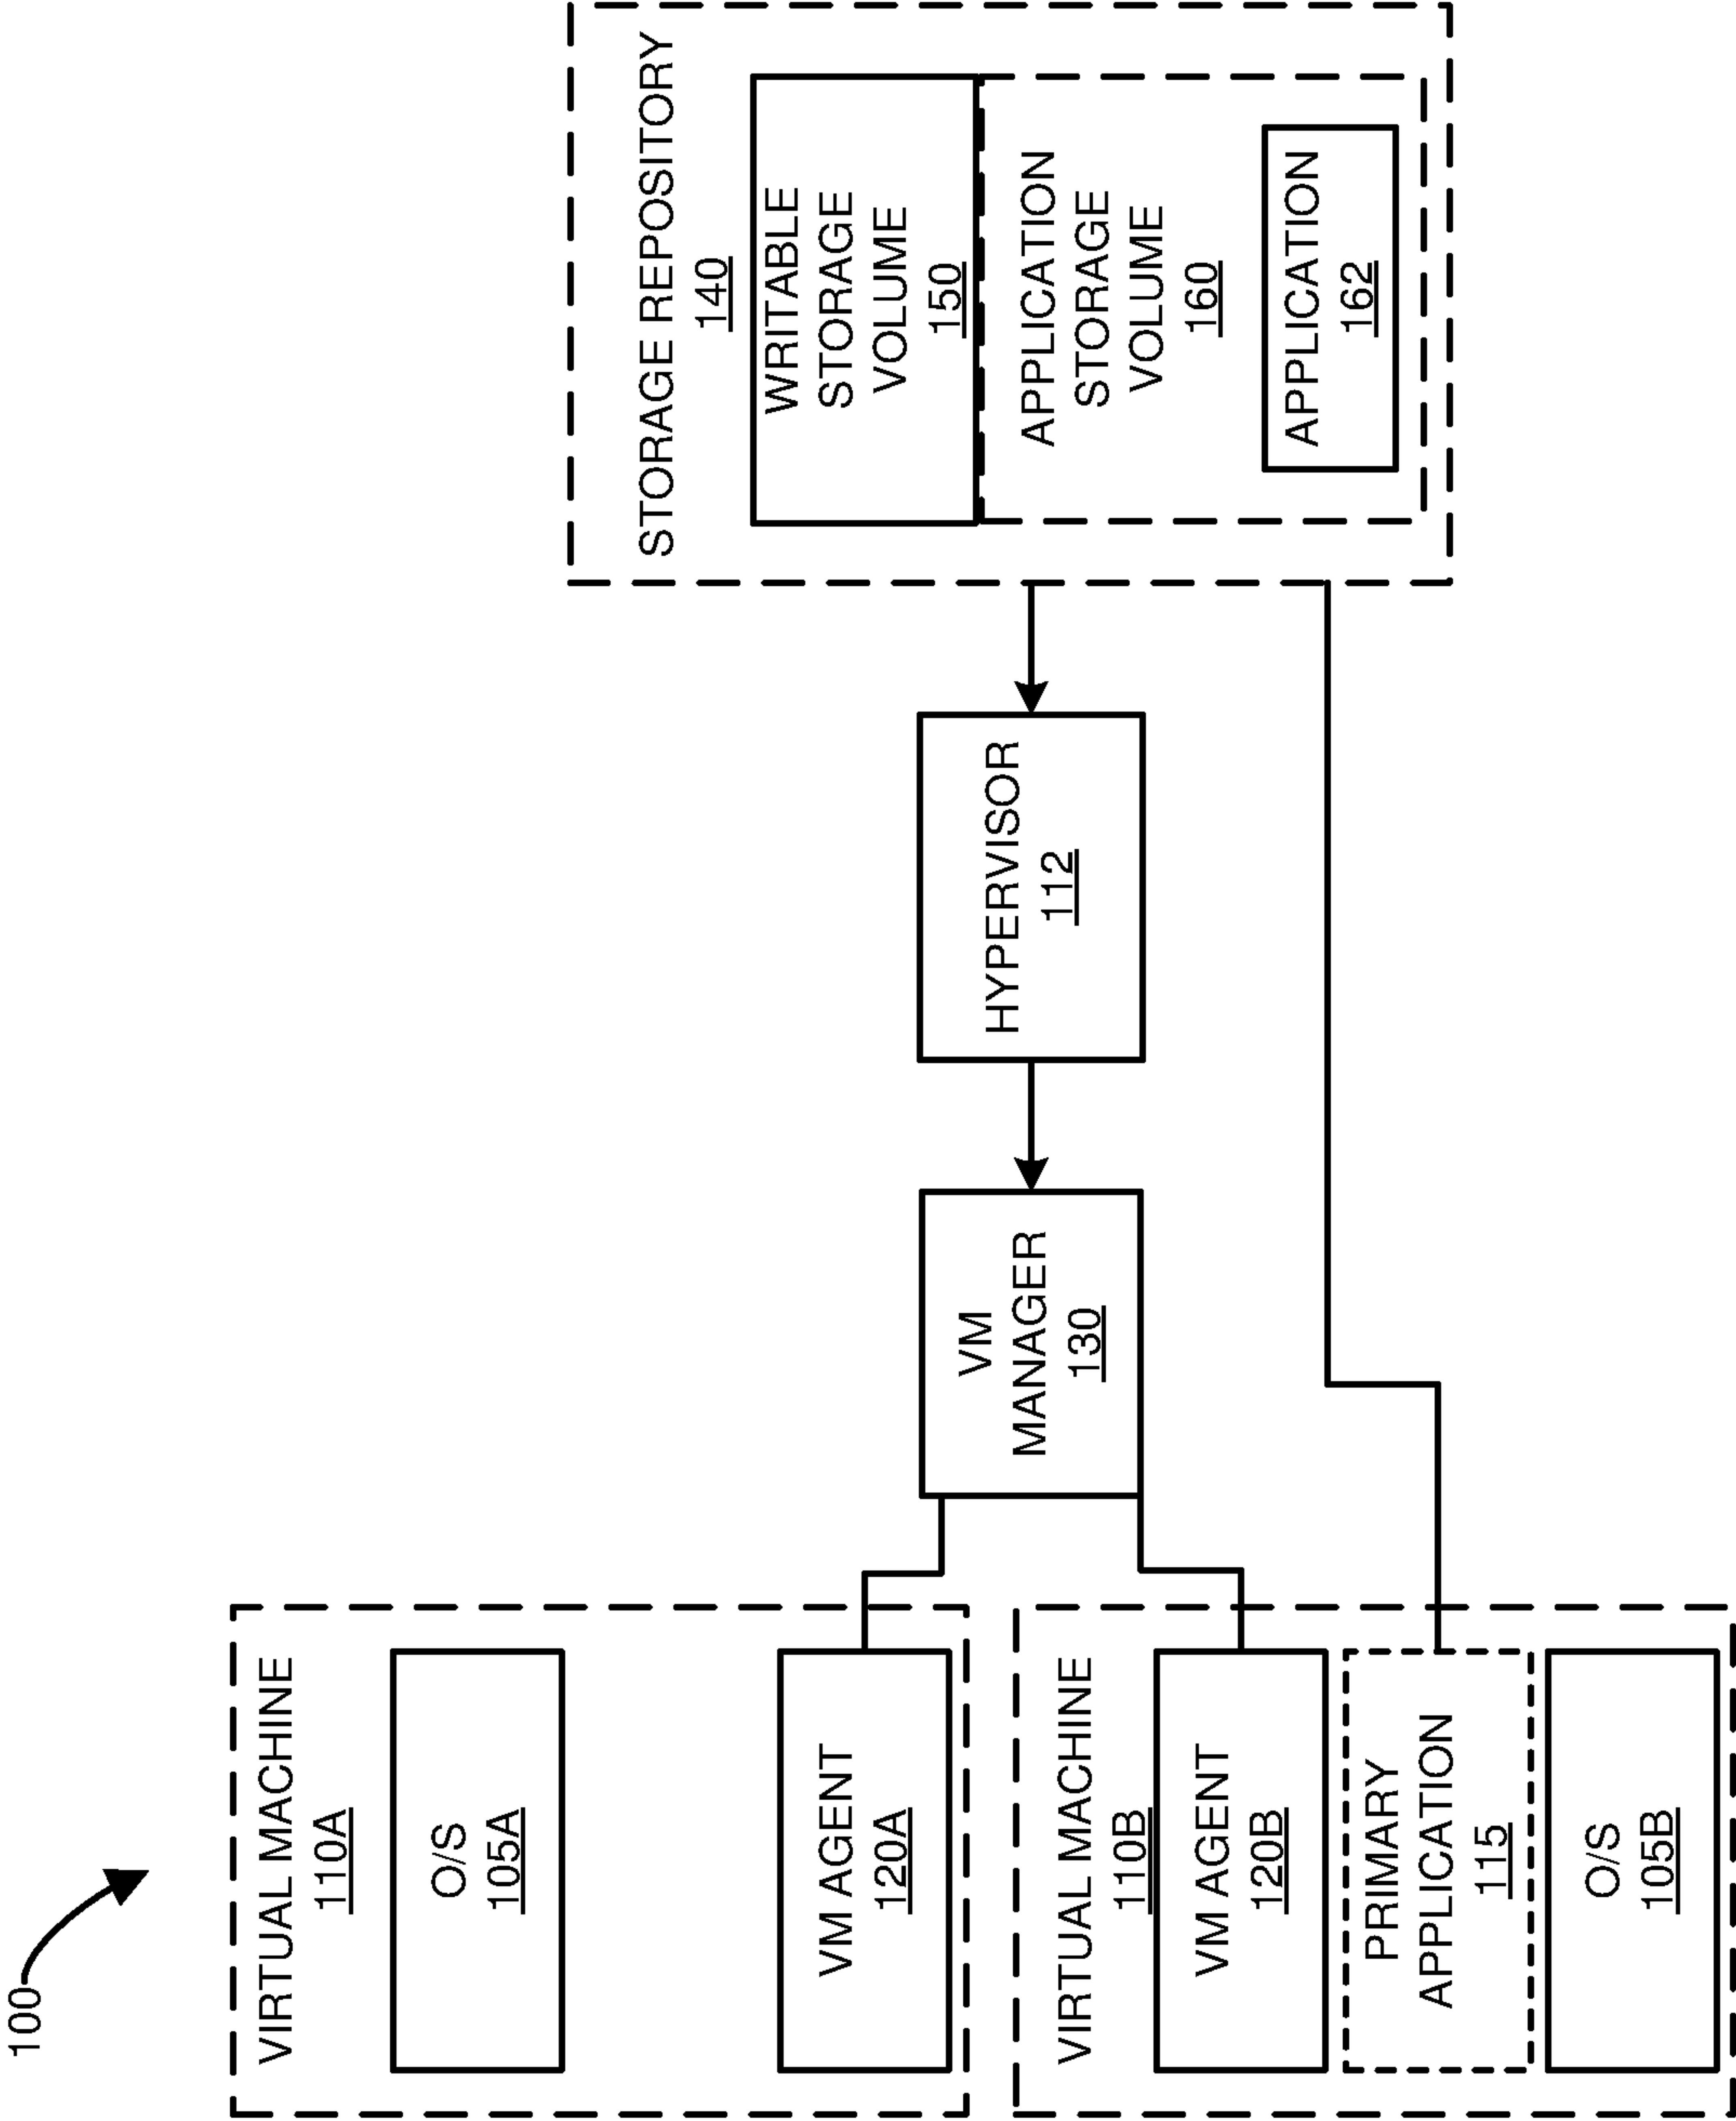 100
VIRTUAL MACHINE
110A
O/S
105A
VM AGENT
120A
VIRTUAL MACHINE
110B
VM AGENT
120B
PRIMARY
APPLICATION
115
O/S
105B
VM
MANAGER
130
HYPERVISOR
112
STORAGE REPOSITORY
140
WRITABLE
STORAGE
VOLUME
150
APPLICATION
STORAGE
VOLUME
160
APPLICATION
162